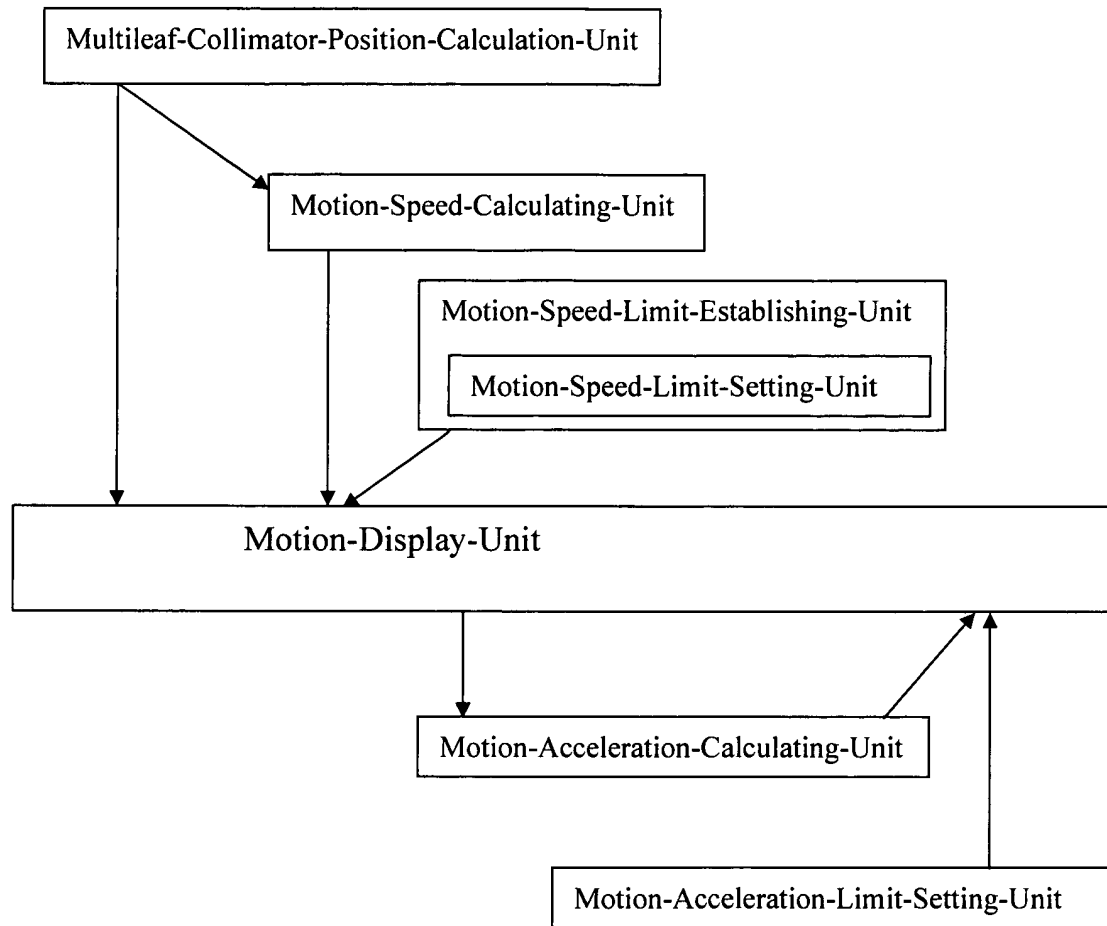 Multileaf-Collimator-Position-Calculation-Unit
Motion-Speed-Calculating-Unit
Motion-Speed-Limit-Establishing-Unit
Motion-Speed-Limit-Setting-Unit
Motion-Display-Unit
Motion-Acceleration-Calculating-Unit
Motion-Acceleration-Limit-Setting-Unit